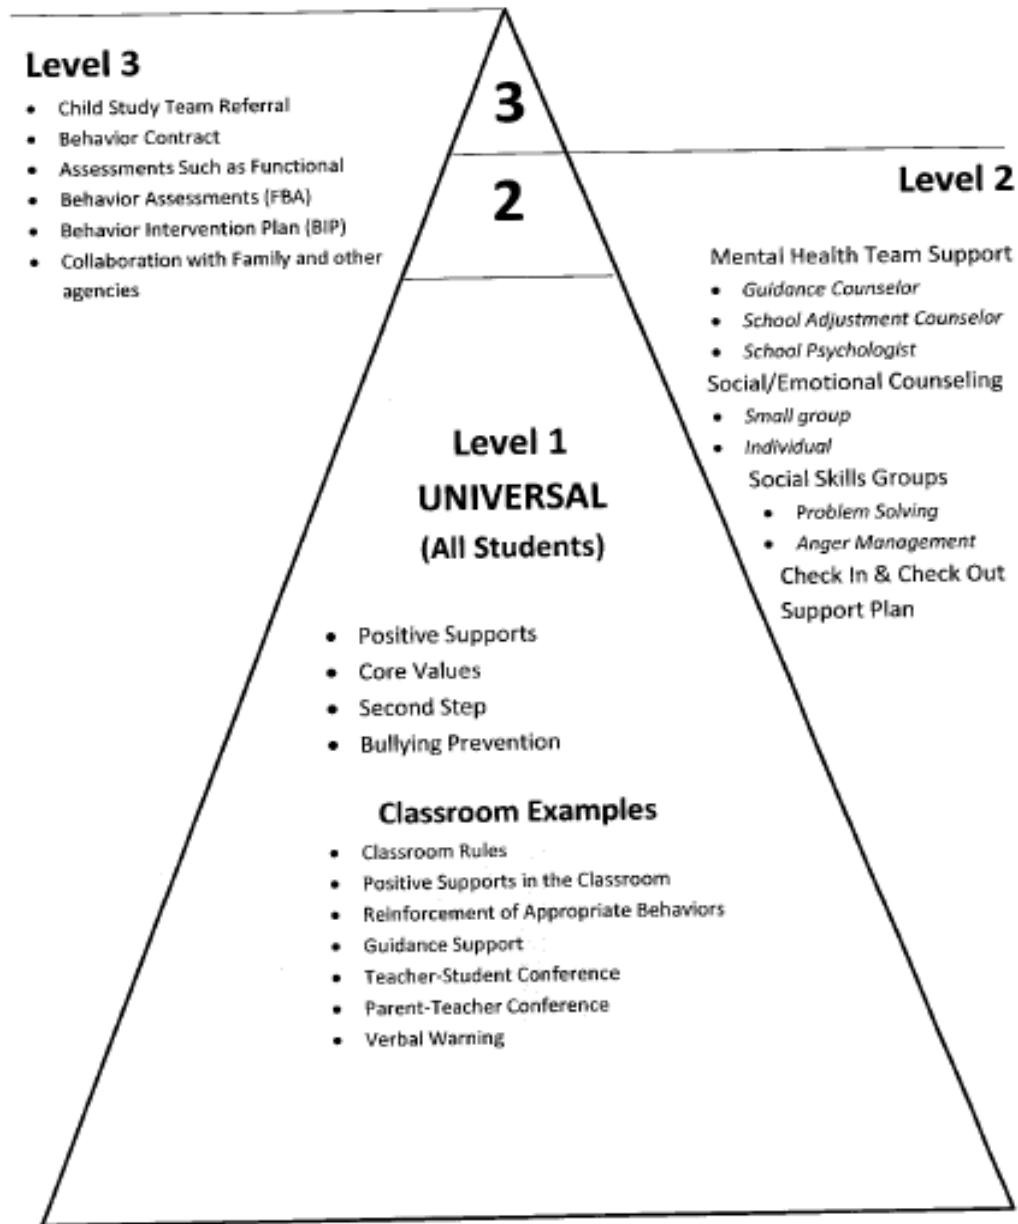 Level 3
• Child Study Team Referral
• Behavior Contract
• Assessments Such as Functional
• Behavior Assessments (FBA)
• Behavior Intervention Plan (BIP)
• Collaboration with Family and other
agencies
3
2
Level 2
Mental Health Team Support
• Guidance Counselor
• School Adjustment Counselor
• School Psychologist
Social/Emotional Counseling
• Small group
• Individual
Social Skills Groups
• Problem Solving
• Anger Management
Check In & Check Out
Support Plan
Level 1
UNIVERSAL
(All Students)
• Positive Supports
• Core Values
• Second Step
• Bullying Prevention
Classroom Examples
• Classroom Rules
• Positive Supports in the Classroom
• Reinforcement of Appropriate Behaviors
• Guidance Support
• Teacher-Student Conference
• Parent-Teacher Conference
• Verbal Warning